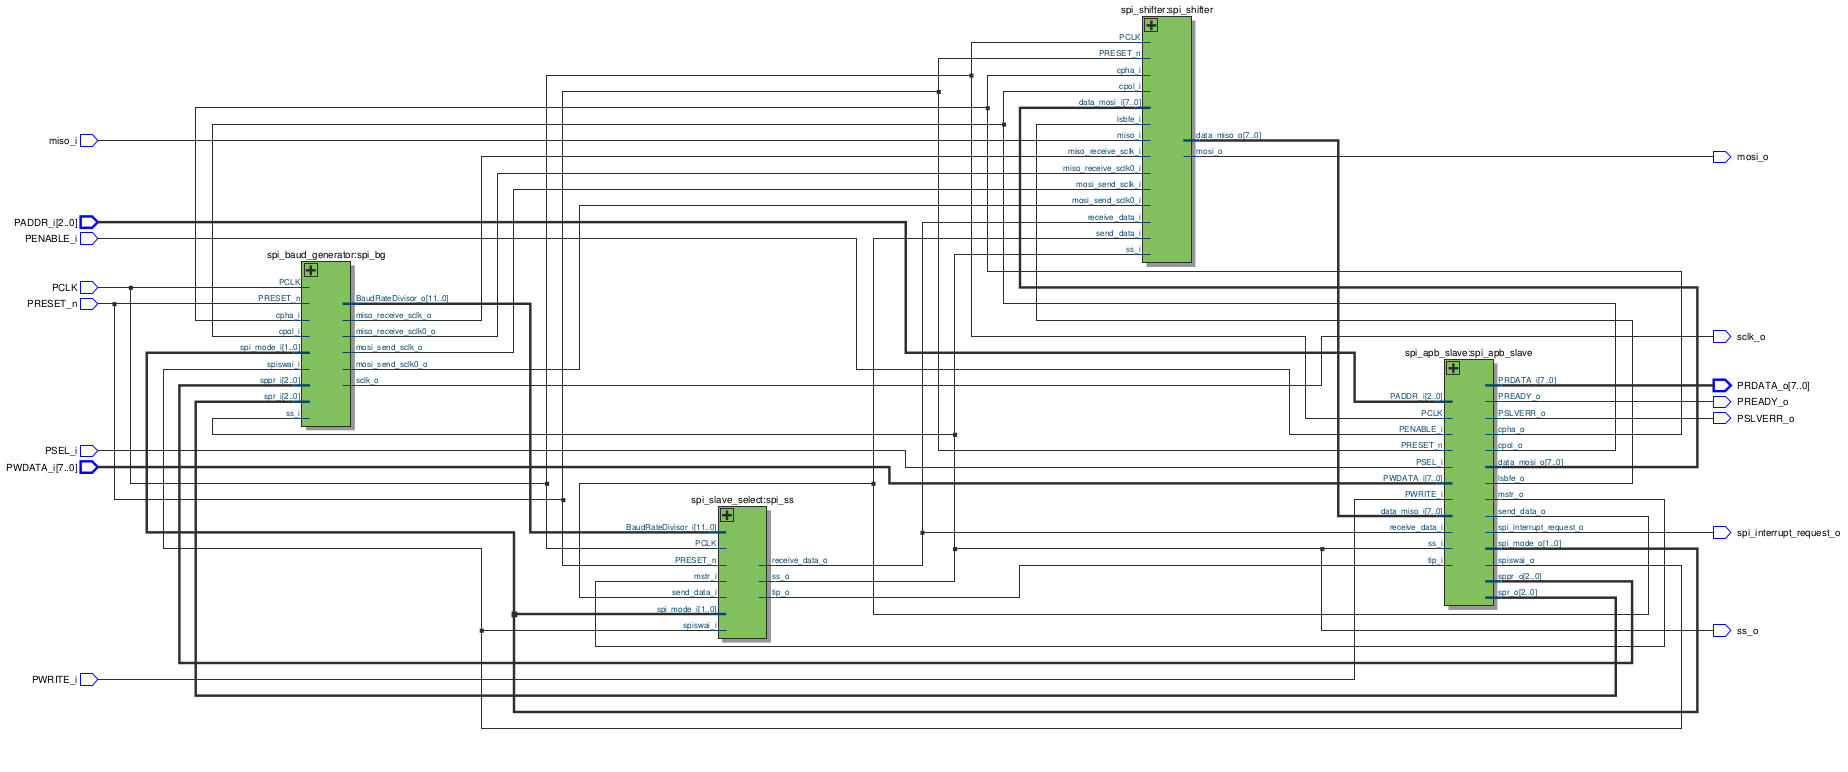 spi_shifter:spi_shifter
PCLK
PRESET_n
cpha_i
cpol_i
data_mosi_i[7..0]
lsbfe_i
miso_i
miso_receive_sclk_i
miso_receive_sclk0_i
mosi_send_sclk_i
mosi_send_sclk0_i
receive_data_i
send_data_i
ss_i
data_miso_o[7..0]
mosi_o
miso_i
PADDR_i[2..0]
PENABLE_i
PCLK
PRESET_n
PSEL_i
PWDATA_i[7..0]
PWRITE_i
spi_baud_generator:spi_bg
PCLK
PRESET_n
cpha_i
cpol_i
spi_mode_i[1..0]
spiswai_i
sppr_i[2..0]
spr_i[2..0]
ss_i
BaudRateDivisor_o[11..0]
miso_receive_sclk_o
miso_receive_sclk0_o
mosi_send_sclk_o
mosi_send_sclk0_o
sclk_o
spi_slave_select:spi_ss
BaudRateDivisor_i[11..0]
PCLK
PRESET_n
mstr_i
send_data_i
spi_mode_i[1..0]
spiswai_i
receive_data_o
ss_o
tip_o
spi_apb_slave:spi_apb_slave
PADDR_i[2..0]
PCLK
PENABLE_i
PRESET_n
PSEL_i
PWDATA_i[7..0]
PWRITE_i
data_miso_i[7..0]
receive_data_i
ss_i
tip_i
PRDATA_i[7..0]
PREADY_o
PSLVERR_o
cpha_o
cpol_o
data_mosi_o[7..0]
lsbfe_o
mstr_o
send_data_o
spi_interrupt_request_o
spi_mode_o[1..0]
spiswai_o
sppr_o[2..0]
spr_o[2..0]
mosi_o
sclk_o
PRDATA_o[7..0]
PREADY_o
PSLVERR_o
spi_interrupt_request_o
ss_o